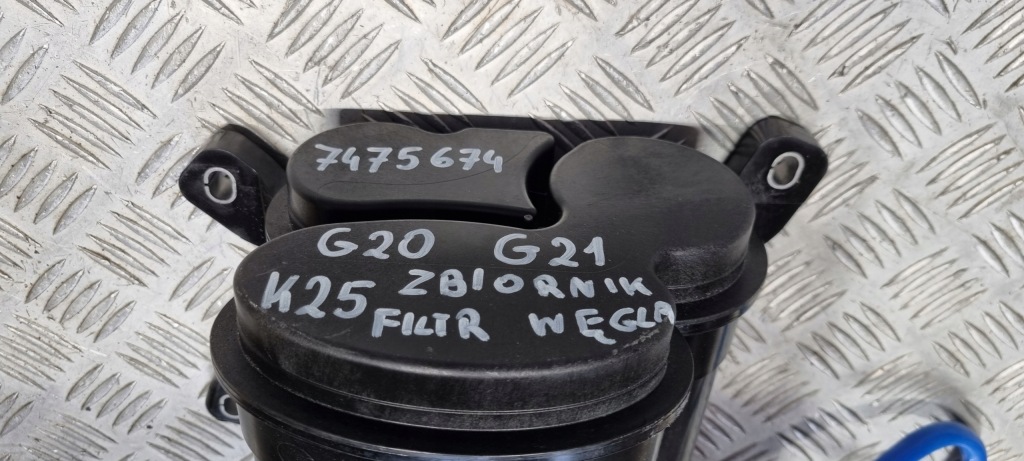 7475674
G20 G21
K25 ZBIORNIK
FILTR WĘGLA